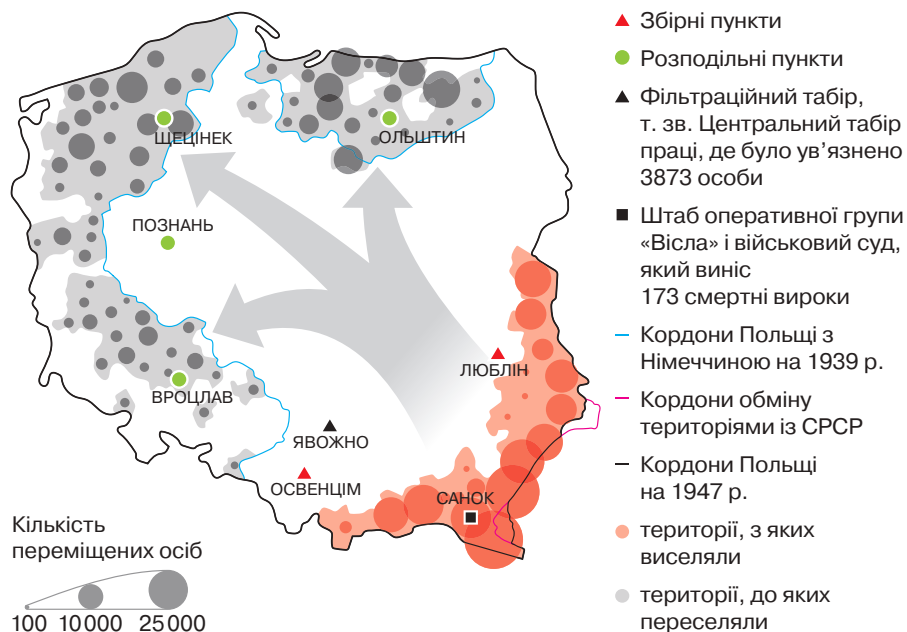 Збірні пункти
Розподільні пункти
Фільтраційний табір,
т. зв. Центральний табір
праці, де було ув’язнено
3873 особи
Штаб оперативної групи
«Вісла» і військовий суд,
який виніс
173 смертні вироки
Кордони Польщі з
Німеччиною на 1939 р.
Кордони обміну
територіями із СРСР
Кордони Польщі
на 1947 р.
території, з яких
виселяли
території, до яких
переселяли
ЩЕЦІНЕК
ОЛЬШТИН
ПОЗНАНЬ
ЛЮБЛІН
ВРОЦЛАВ
ЯВОЖНО
ОСВЕНЦІМ
САНОК
Кількість
переміщених осіб
100 10 000 25 000